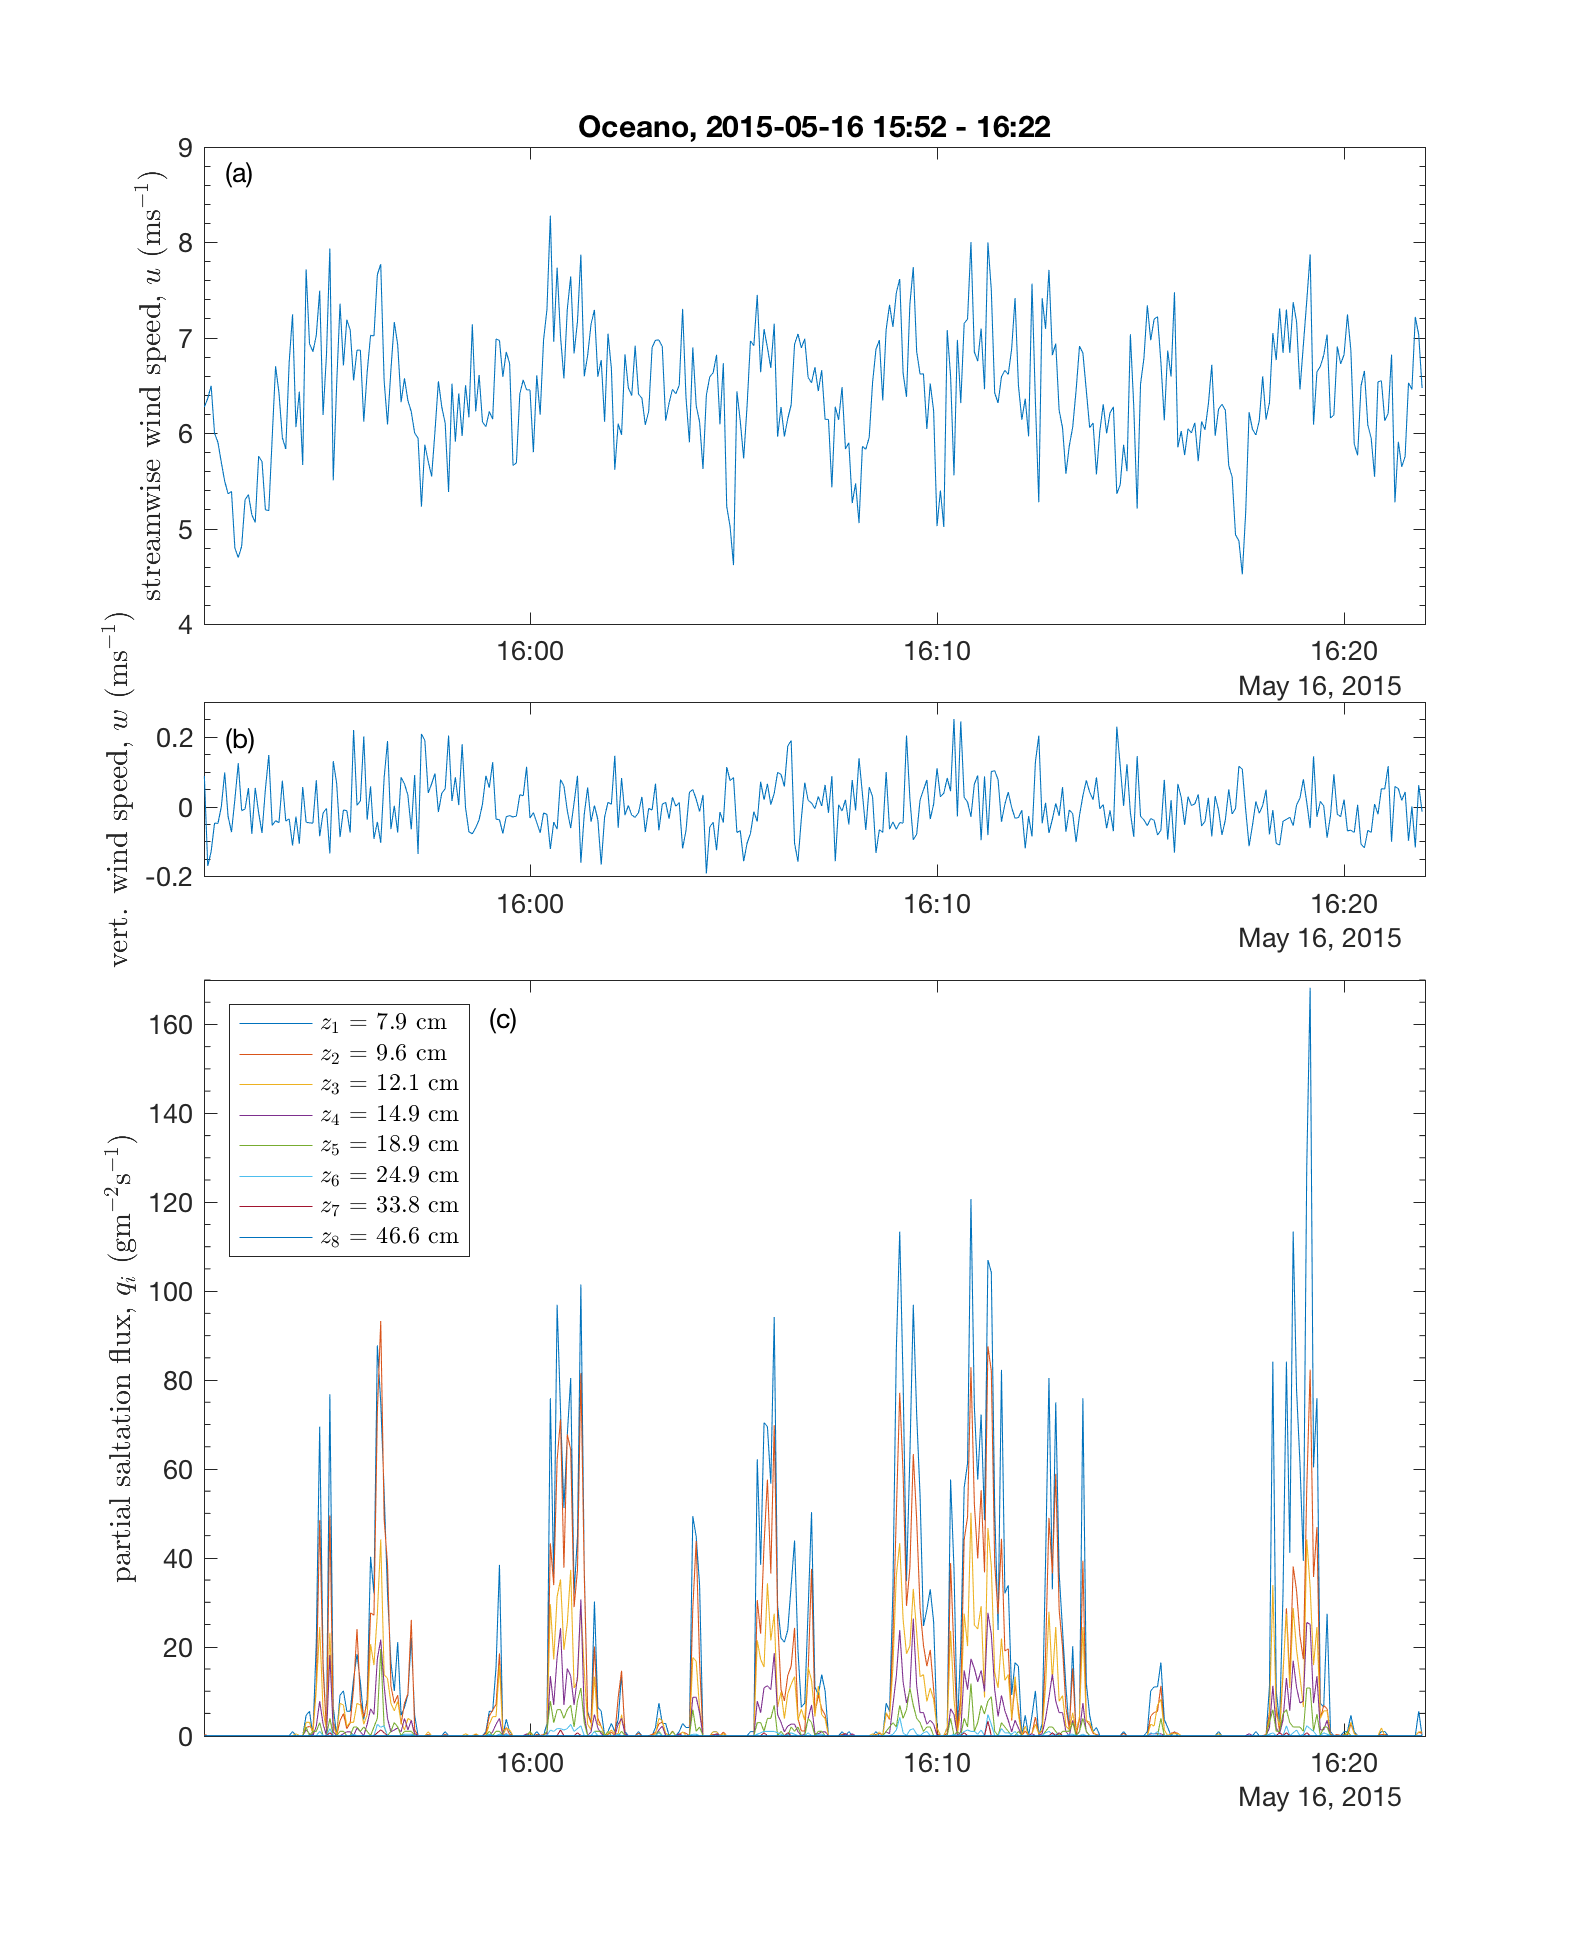 Oceano, 2015-05-16 15:52 - 16:22
(a)
streamwise wind speed, u (ms⁻¹)
9
8
7
6
5
4
16:00 16:10 16:20
May 16, 2015
(b)
vert. wind speed, w (ms⁻¹)
0.2
0
-0.2
16:00 16:10 16:20
May 16, 2015
(c)
partial saltation flux, qᵢ (gm⁻²s⁻¹)
160
140
120
100
80
60
40
20
0
z₁ = 7.9 cm
z₂ = 9.6 cm
z₃ = 12.1 cm
z₄ = 14.9 cm
z₅ = 18.9 cm
z₆ = 24.9 cm
z₇ = 33.8 cm
z₈ = 46.6 cm
16:00 16:10 16:20
May 16, 2015